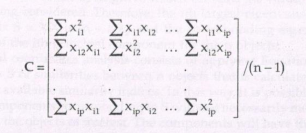 ∑ x²ᵢ₁ ∑ xᵢ₁xᵢ₂ ... ∑ xᵢ₁xᵢₚ
∑ xᵢ₂xᵢ₁ ∑ x²ᵢ₂ ... ∑ xᵢ₂xᵢₚ
C = . /(n − 1)
.
∑ xᵢₚxᵢ₁ ∑ xᵢₚxᵢ₂ ... ∑ x²ᵢₚ